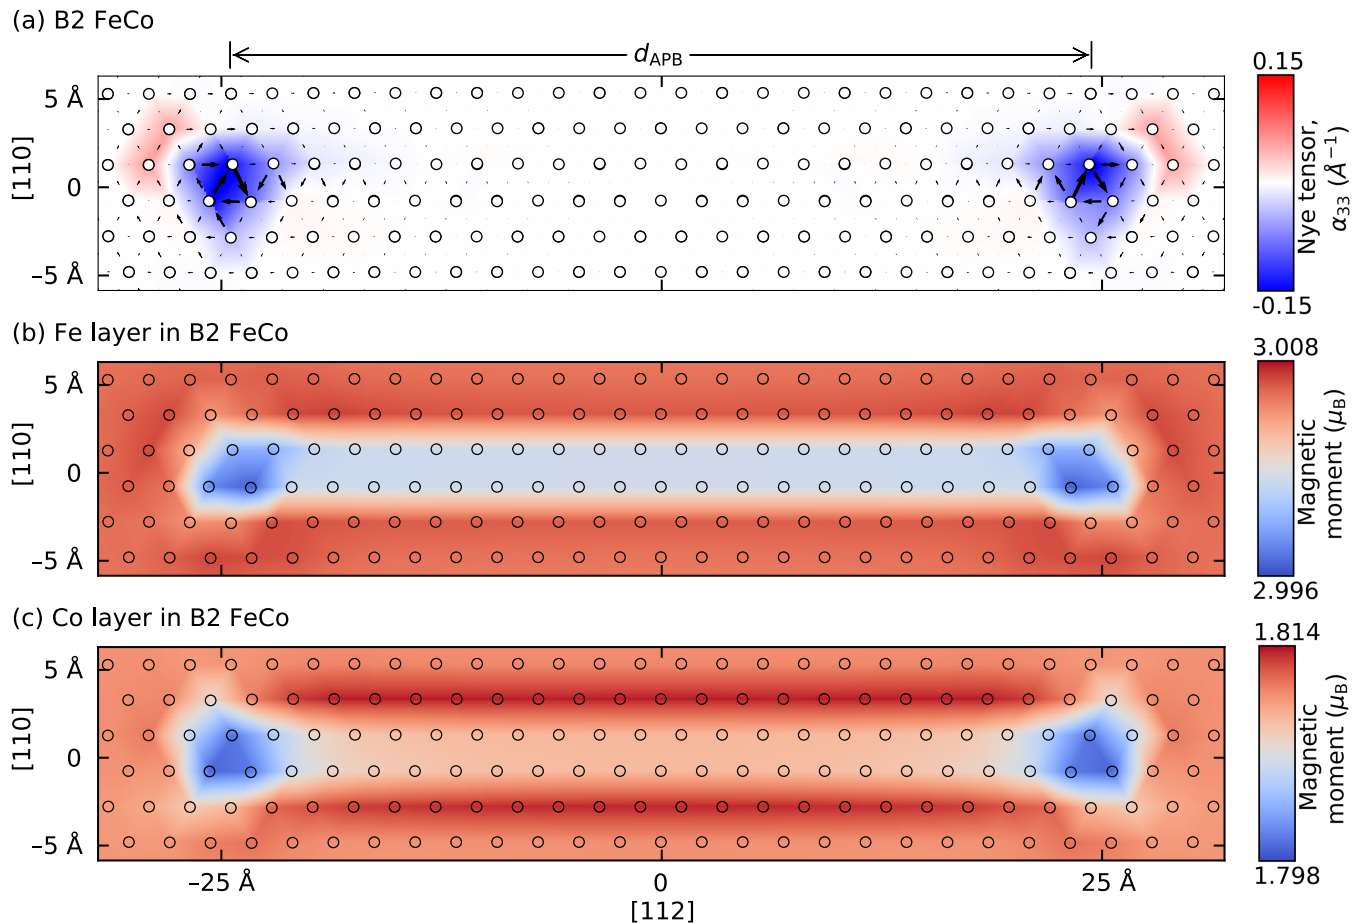 (a) B2 FeCo
d_APB
5 Å
0
–5 Å
[110]
0.15
Nye tensor,
α₃₃ (Å⁻¹)
-0.15
(b) Fe layer in B2 FeCo
5 Å
0
–5 Å
[110]
3.008
Magnetic
moment (μ_B)
2.996
(c) Co layer in B2 FeCo
5 Å
0
–5 Å
[110]
1.814
Magnetic
moment (μ_B)
1.798
–25 Å 0 25 Å
[112]